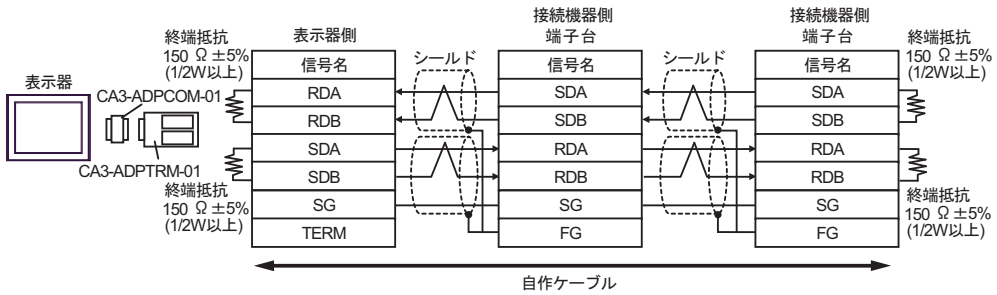 表示器
CA3-ADPCOM-01
CA3-ADPTRM-01
終端抵抗
150 Ω ±5%
(1/2W以上)
終端抵抗
150 Ω ±5%
(1/2W以上)
表示器側
信号名
RDA
RDB
SDA
SDB
SG
TERM
シールド
接続機器側
端子台
信号名
SDA
SDB
RDA
RDB
SG
FG
シールド
接続機器側
端子台
信号名
SDA
SDB
RDA
RDB
SG
FG
終端抵抗
150 Ω ±5%
(1/2W以上)
終端抵抗
150 Ω ±5%
(1/2W以上)
自作ケーブル